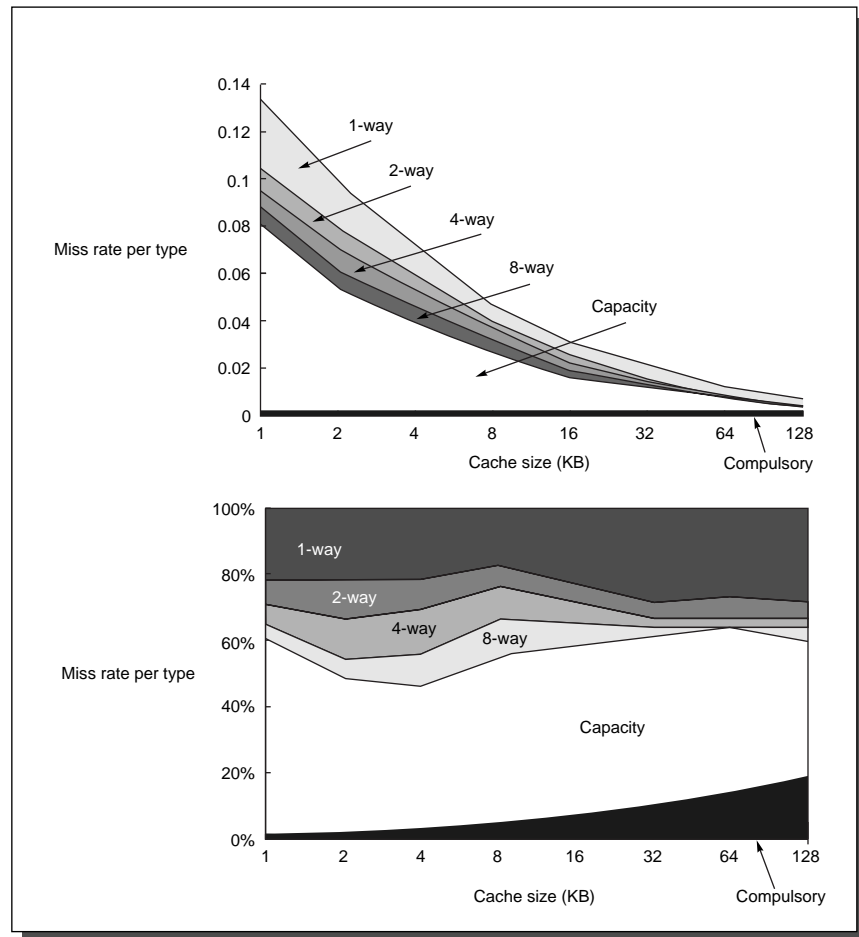 0.14
0.12
0.1
0.08
0.06
0.04
0.02
0
Miss rate per type
1-way
2-way
4-way
8-way
Capacity
1 2 4 8 16 32 64 128
Cache size (KB)
Compulsory
100%
80%
60%
40%
20%
0%
Miss rate per type
1-way
2-way
4-way
8-way
Capacity
1 2 4 8 16 32 64 128
Cache size (KB)
Compulsory